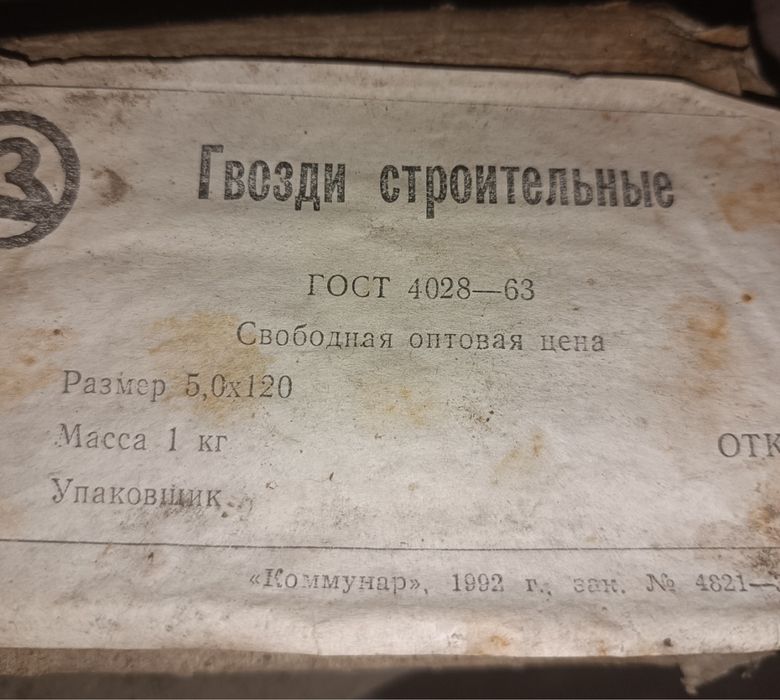 Гвозди строительные
ГОСТ 4028—63
Свободная оптовая цена
Размер 5,0х120
Масса 1 кг
ОТК
Упаковщик
«Коммунар», 1992 г., зак. № 4821—